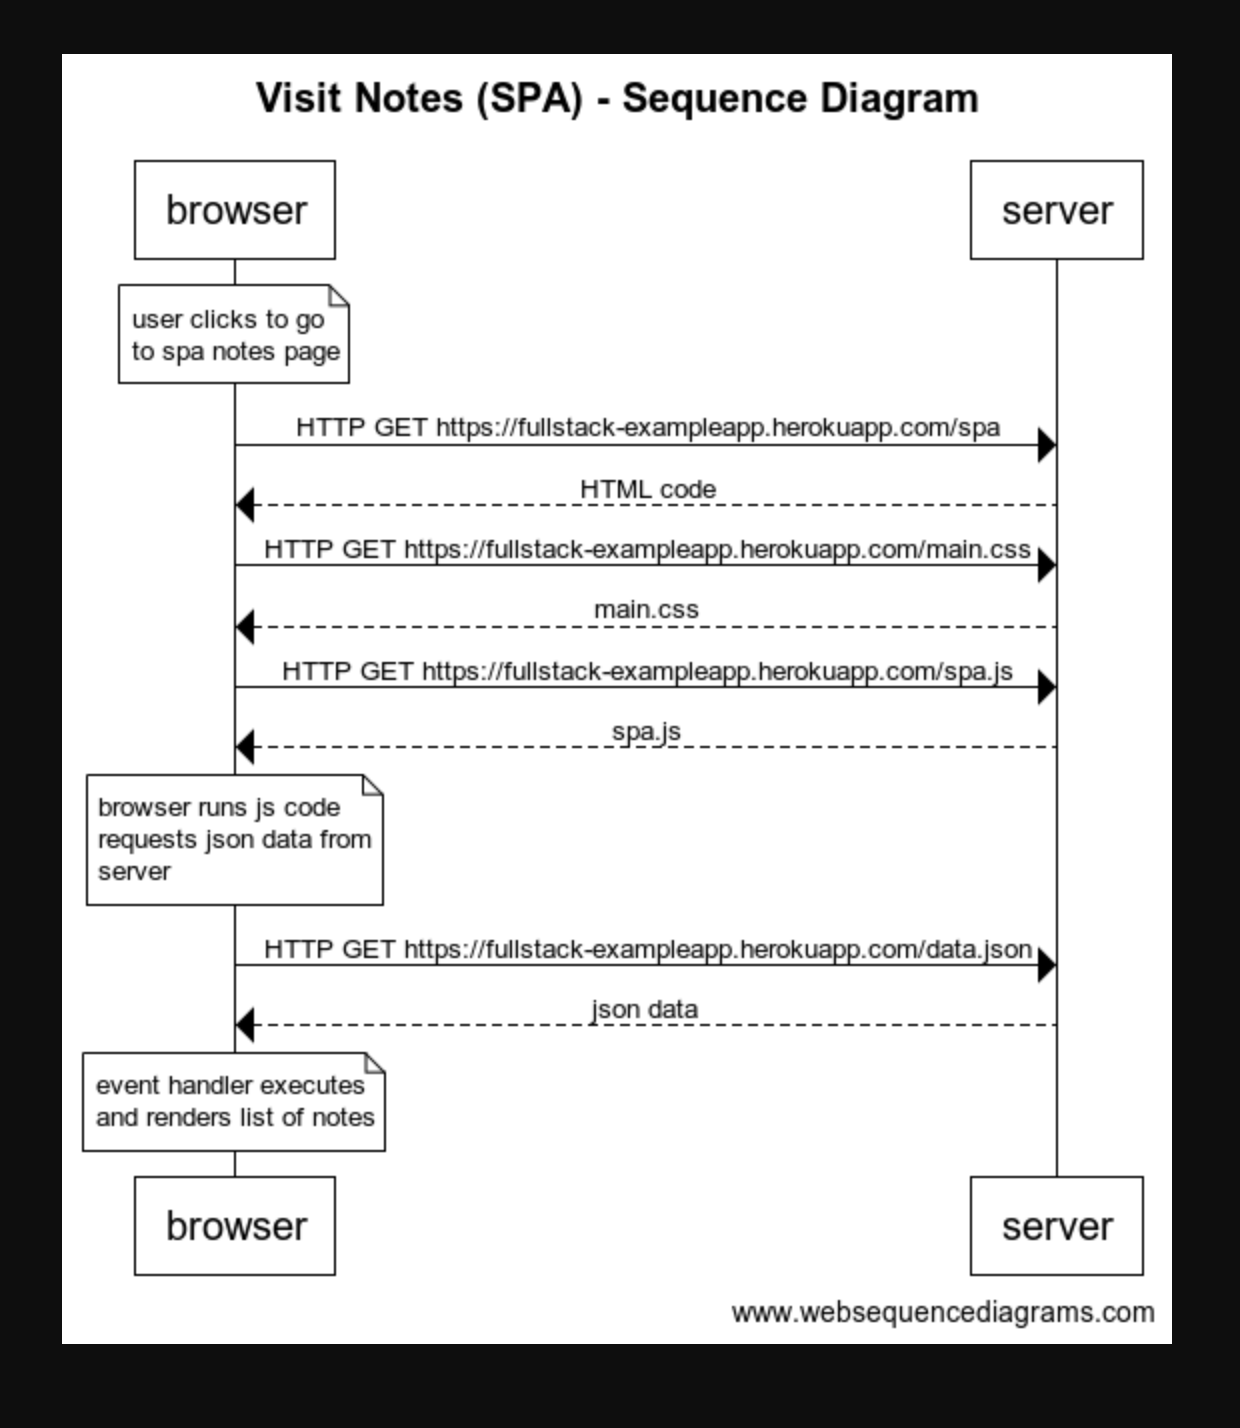 Visit Notes (SPA) - Sequence Diagram
browser
server
user clicks to go
to spa notes page
HTTP GET https://fullstack-exampleapp.herokuapp.com/spa
HTML code
HTTP GET https://fullstack-exampleapp.herokuapp.com/main.css
main.css
HTTP GET https://fullstack-exampleapp.herokuapp.com/spa.js
spa.js
browser runs js code
requests json data from
server
HTTP GET https://fullstack-exampleapp.herokuapp.com/data.json
json data
event handler executes
and renders list of notes
browser
server
www.websequencediagrams.com